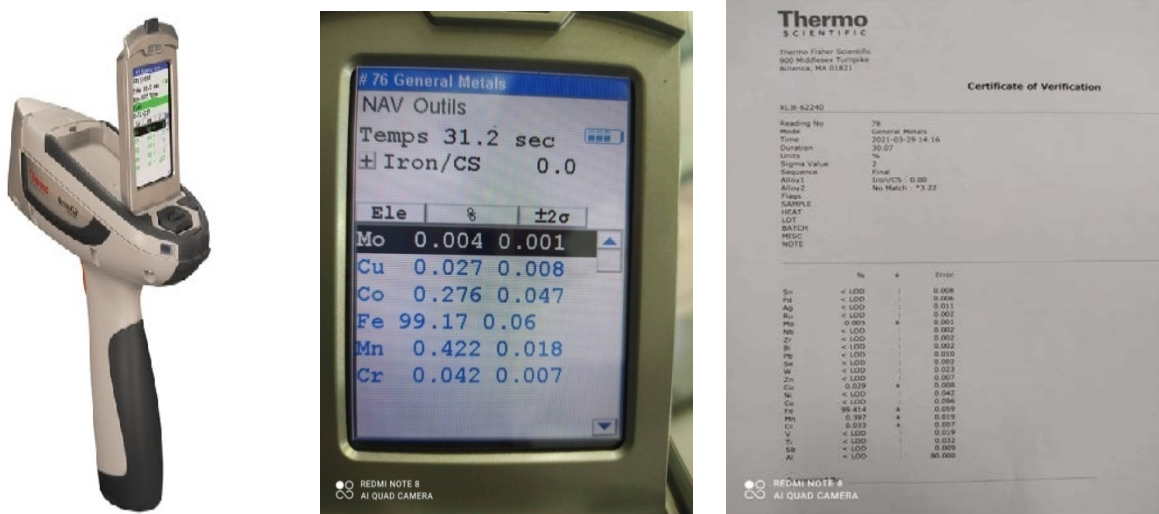 Thermo
# 76 General Metals
NAV Outils
Temps 31.2 sec
Iron/CS 0.0
Ele % ±2σ
Mo 0.004 0.001
Cu 0.027 0.008
Co 0.276 0.047
Fe 99.17 0.06
Mn 0.422 0.018
Cr 0.042 0.007
REDMI NOTE 8
AI QUAD CAMERA
Thermo
SCIENTIFIC
Thermo Fisher Scientific
900 Middlesex Turnpike
Billerica, MA 01821
Certificate of Verification
XL3t-62240
Reading No 78
Mode General Metals
Time 2021-03-29 14:16
Duration 30.07
Units %
Sigma Value 2
Sequence Final
Alloy1 Iron/CS : 0.00
Alloy2 No Match : *3.22
Flags
SAMPLE
HEAT
LOT
BATCH
MISC
NOTE
% ± Error
Sn < LOD : 0.008
Pd < LOD : 0.006
Ag < LOD : 0.011
Ru < LOD : 0.002
Mo 0.005 ± 0.001
Nb < LOD : 0.002
Zr < LOD : 0.002
Bi < LOD : 0.002
Pb < LOD : 0.010
Se < LOD : 0.002
W < LOD : 0.023
Zn < LOD : 0.007
Cu 0.029 ± 0.008
Ni < LOD : 0.042
Co < LOD : 0.096
Fe 99.414 ± 0.059
Mn 0.397 ± 0.019
Cr 0.033 ± 0.007
V < LOD : 0.019
Ti < LOD : 0.032
Sb < LOD : 0.009
Al < LOD : 80.000
REDMI NOTE 8
AI QUAD CAMERA